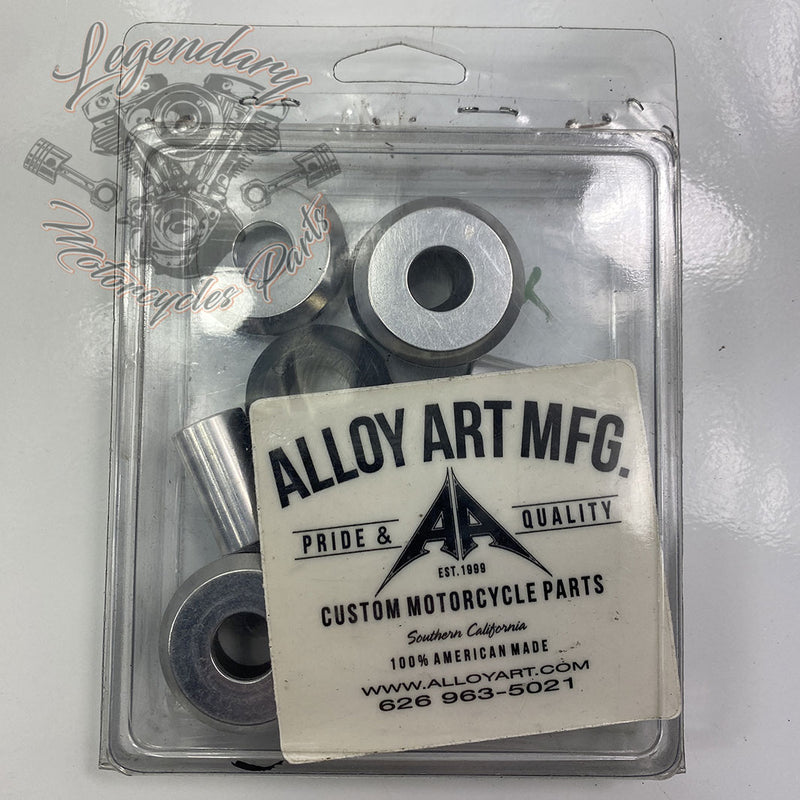 Legendary
Motorcycles Parts
ALLOY ART MFG.
PRIDE & AA QUALITY
EST.1999
CUSTOM MOTORCYCLE PARTS
Southern California
100% AMERICAN MADE
WWW.ALLOYART.COM
626 963-5021